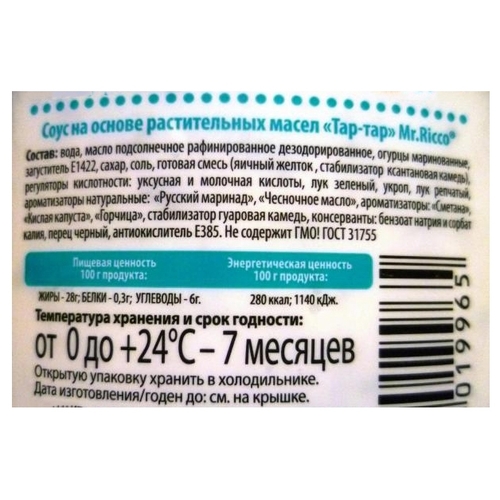 Соус на основе растительных масел «Тар-тар» Mr.Ricco®
Состав: вода, масло подсолнечное рафинированное дезодорированное, огурцы маринованные,
загуститель Е1422, сахар, соль, готовая смесь (яичный желток , стабилизатор ксантановая камедь),
регуляторы кислотности: уксусная и молочная кислоты, лук зеленый, укроп, лук репчатый,
ароматизаторы натуральные: «Русский маринад», «Чесночное масло», ароматизаторы: «Сметана»,
«Кислая капуста», «Горчица», стабилизатор гуаровая камедь, консерванты: бензоат натрия и сорбат
калия, перец черный, антиокислитель Е385. Не содержит ГМО! ГОСТ 31755
Пищевая ценность
100 г продукта:
Энергетическая ценность
100 г продукта:
ЖИРЫ - 28г; БЕЛКИ - 0,3г; УГЛЕВОДЫ - 6г.
280 ккал; 1140 кДж.
Температура хранения и срок годности:
от 0 до +24°C – 7 месяцев
Открытую упаковку хранить в холодильнике.
Дата изготовления/годен до: см. на крышке.
019965